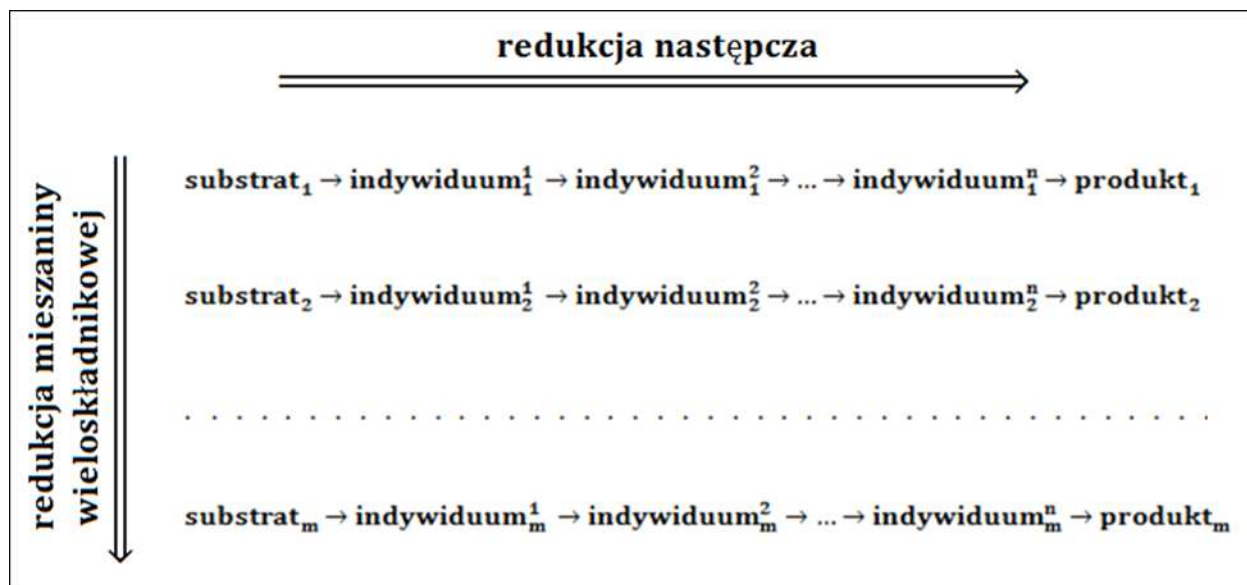 redukcja następcza
redukcja mieszaniny
wieloskładnikowej
substrat₁ → indywiduum₁¹ → indywiduum₁² → ... → indywiduum₁ⁿ → produkt₁
substrat₂ → indywiduum₂¹ → indywiduum₂² → ... → indywiduum₂ⁿ → produkt₂
. . . . . . . . . . . . . . . . . . . . . . . . . . . . . . . . . . . . . . . .
substratₘ → indywiduumₘ¹ → indywiduumₘ² → ... → indywiduumₘⁿ → produktₘ